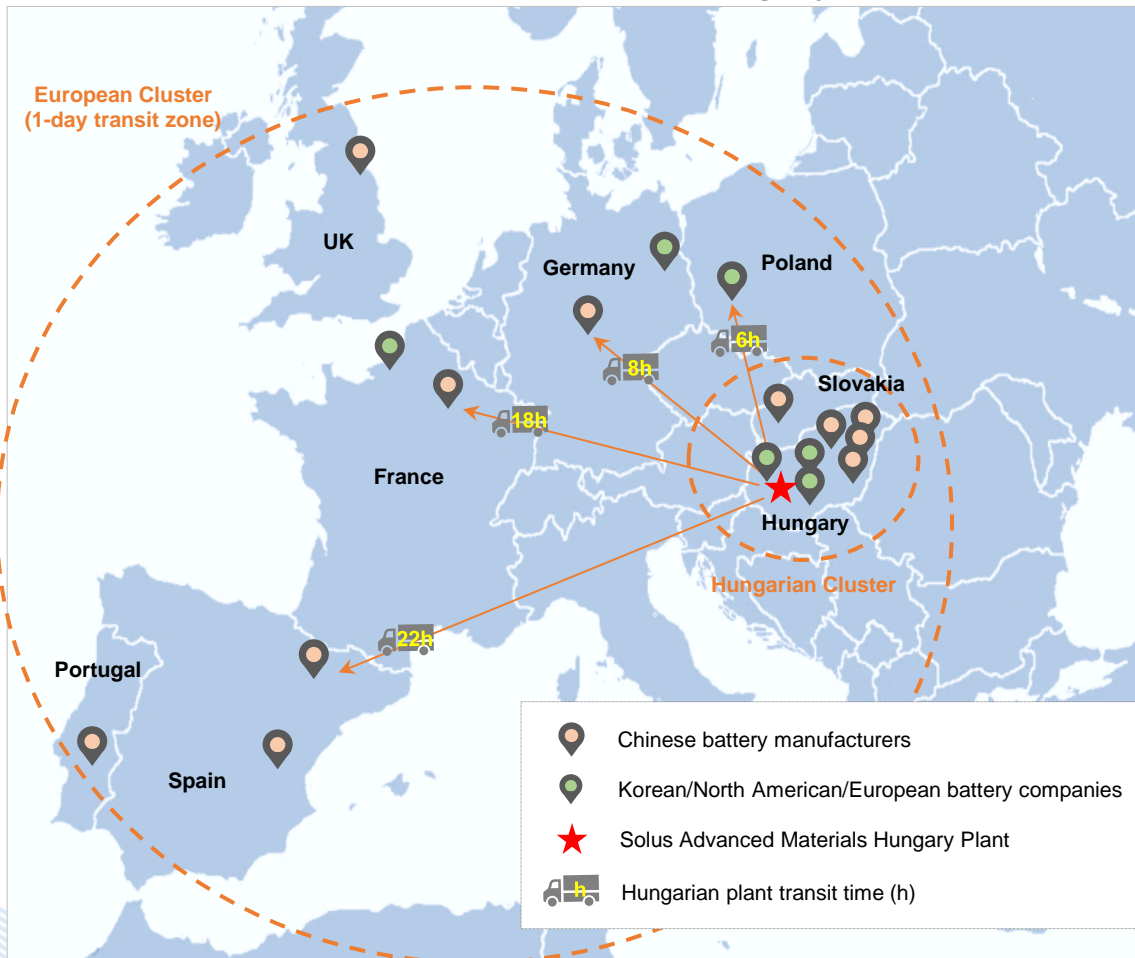 European Cluster
(1-day transit zone)
UK
Germany
Poland
6h
8h
Slovakia
18h
France
Hungary
Hungarian Cluster
22h
Portugal
Spain
Chinese battery manufacturers
Korean/North American/European battery companies
Solus Advanced Materials Hungary Plant
h
Hungarian plant transit time (h)